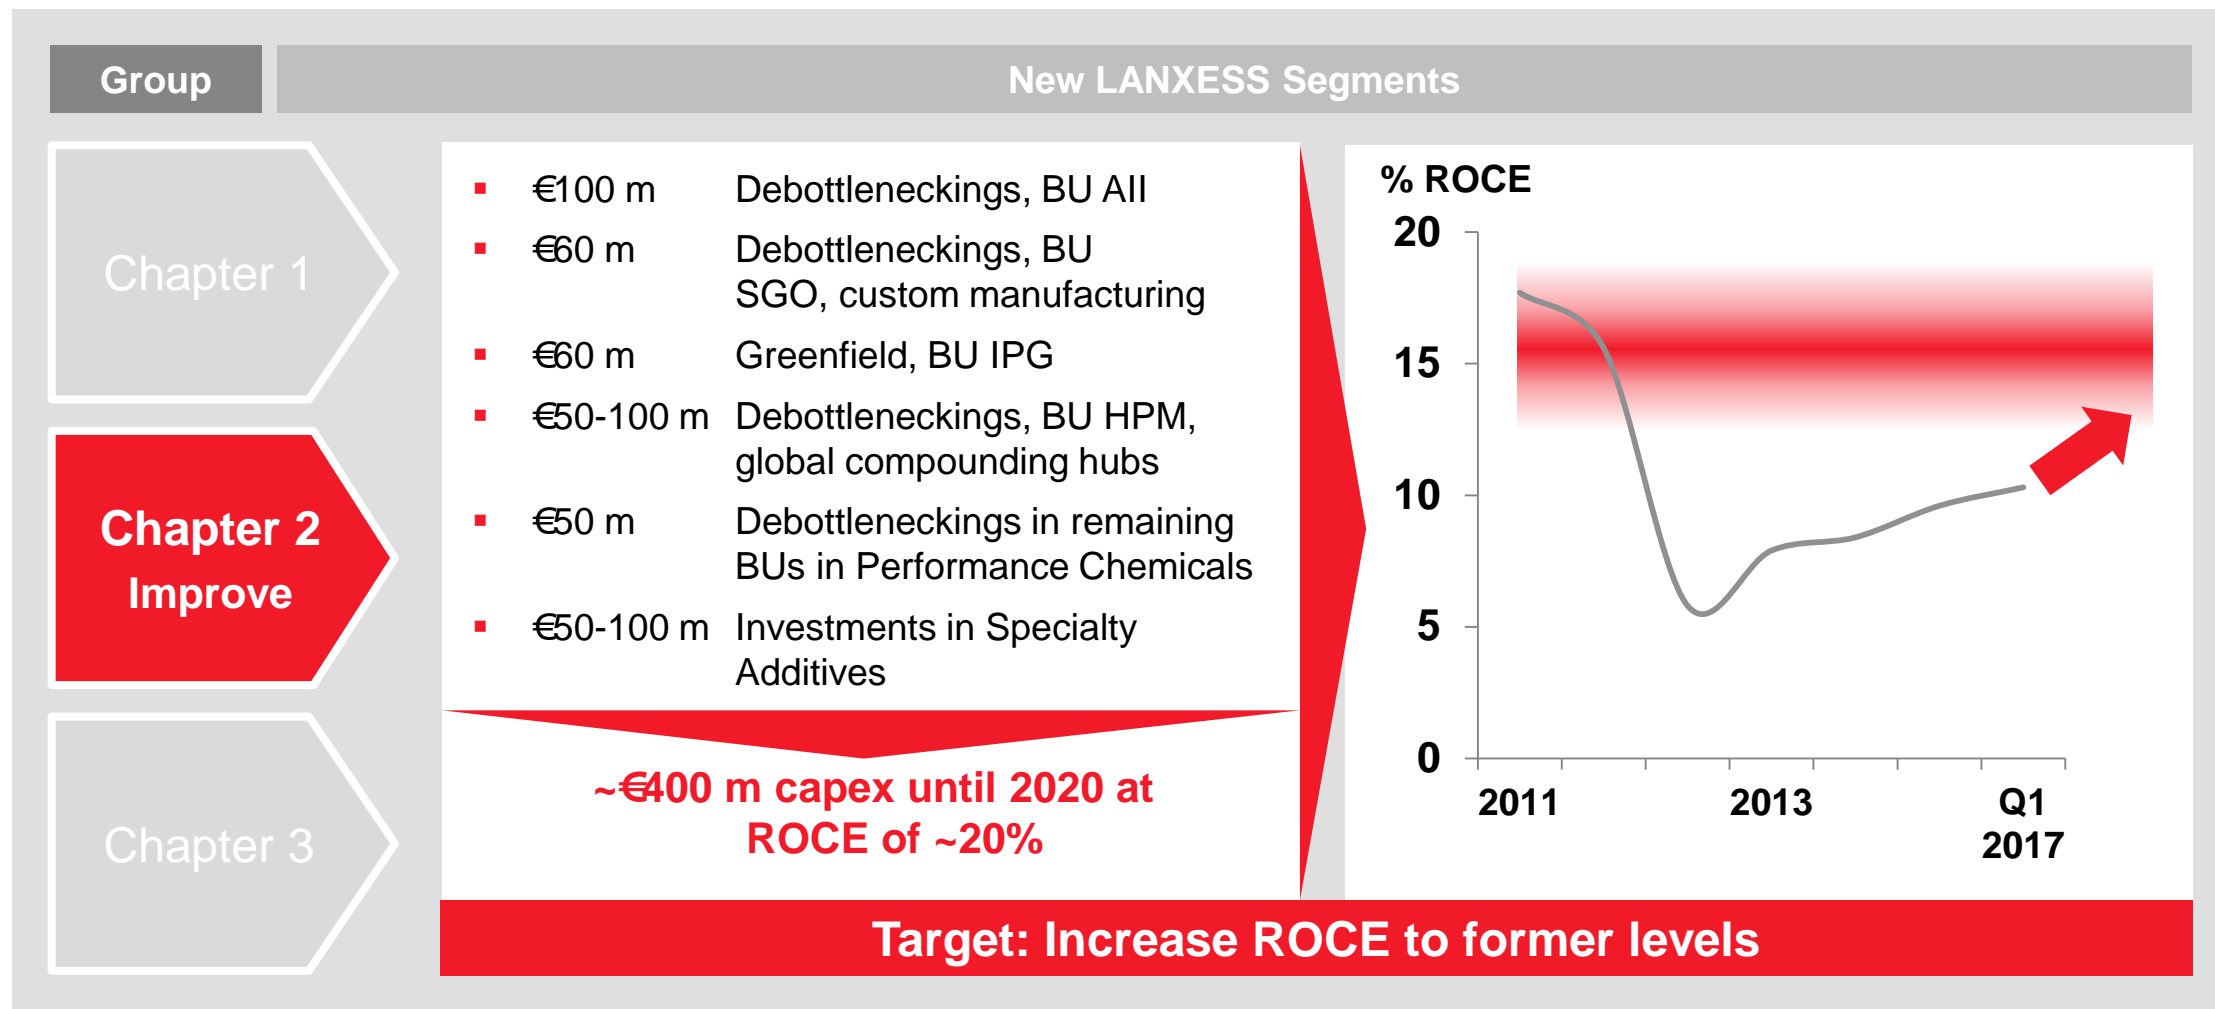 Group
New LANXESS Segments
Chapter 1
Chapter 2
Improve
Chapter 3
▪ €100 m Debottleneckings, BU AII
▪ €60 m Debottleneckings, BU
SGO, custom manufacturing
▪ €60 m Greenfield, BU IPG
▪ €50-100 m Debottleneckings, BU HPM,
global compounding hubs
▪ €50 m Debottleneckings in remaining
BUs in Performance Chemicals
▪ €50-100 m Investments in Specialty
Additives
~€400 m capex until 2020 at
ROCE of ~20%
% ROCE
20
15
10
5
0
2011 2013 Q1
2017
Target: Increase ROCE to former levels